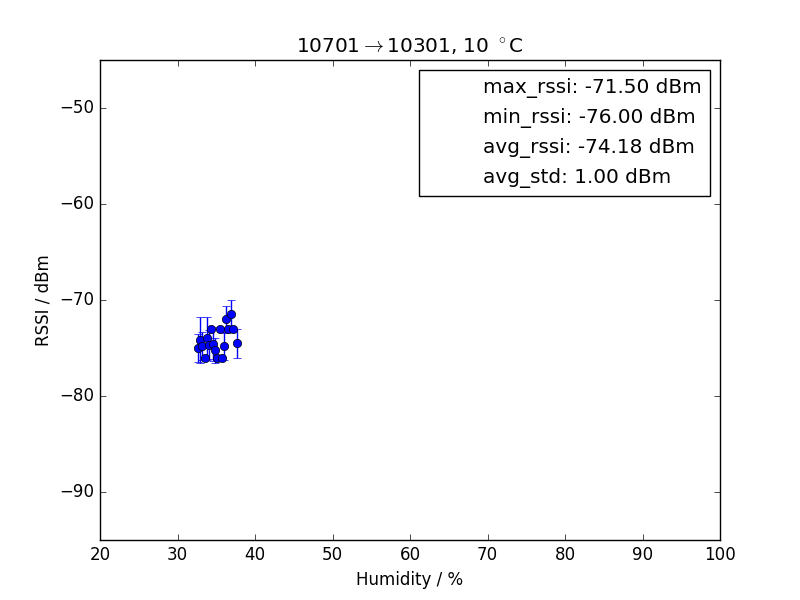 10701→10301, 10 °C
max_rssi: -71.50 dBm
min_rssi: -76.00 dBm
avg_rssi: -74.18 dBm
avg_std: 1.00 dBm
RSSI / dBm
−50
−60
−70
−80
−90
20 30 40 50 60 70 80 90 100
Humidity / %